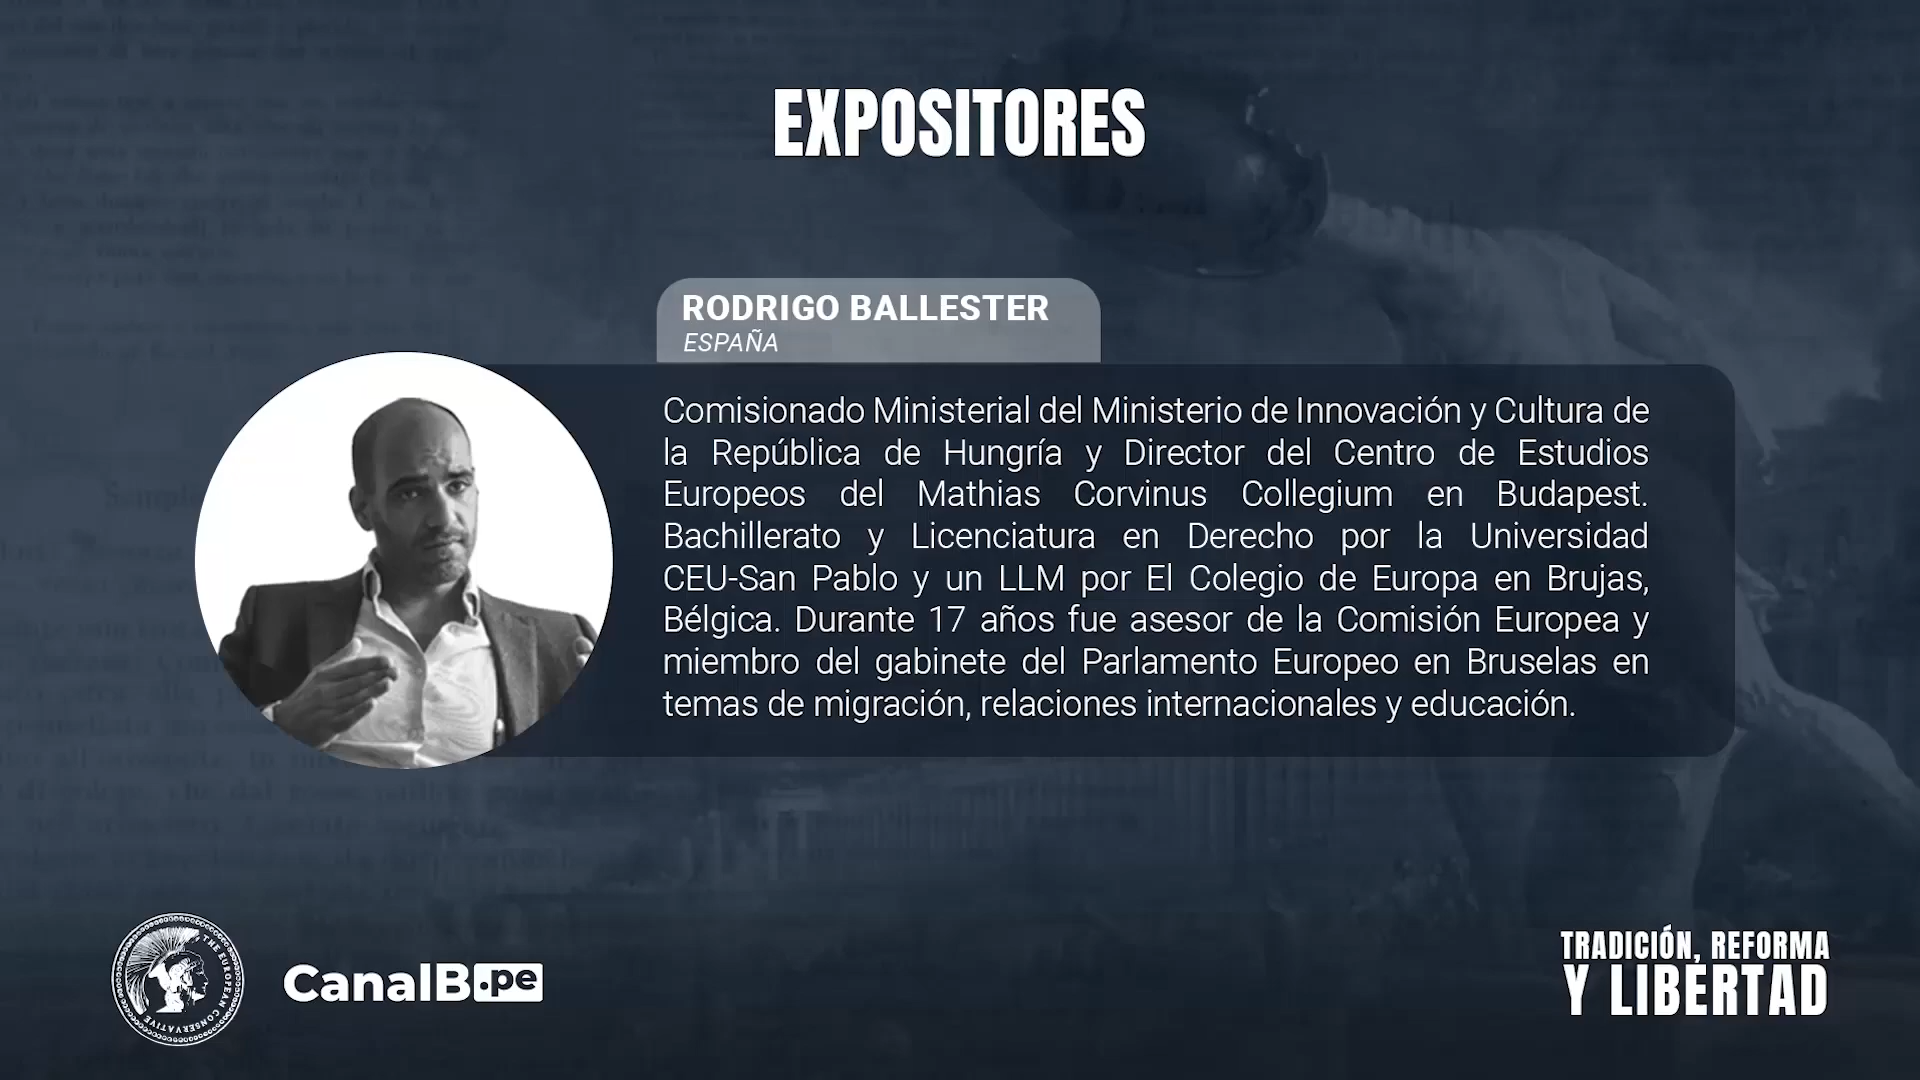 EXPOSITORES
RODRIGO BALLESTER
ESPAÑA
Comisionado Ministerial del Ministerio de Innovación y Cultura de
la República de Hungría y Director del Centro de Estudios
Europeos del Mathias Corvinus Collegium en Budapest.
Bachillerato y Licenciatura en Derecho por la Universidad
CEU-San Pablo y un LLM por El Colegio de Europa en Brujas,
Bélgica. Durante 17 años fue asesor de la Comisión Europea y
miembro del gabinete del Parlamento Europeo en Bruselas en
temas de migración, relaciones internacionales y educación.
THE EUROPEAN CONSERVATIVE
CanalB.pe
TRADICIÓN, REFORMA
Y LIBERTAD